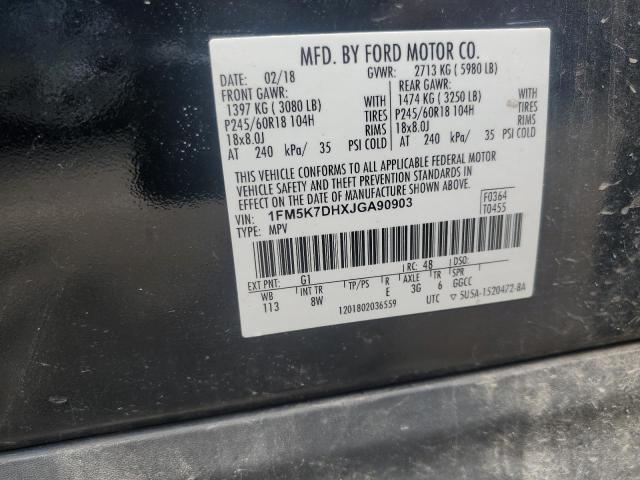 MFD. BY FORD MOTOR CO.
DATE: 02/18 GVWR: 2713 KG ( 5980 LB)
FRONT GAWR: REAR GAWR:
1397 KG ( 3080 LB) WITH 1474 KG ( 3250 LB) WITH
P245/60R18 104H TIRES P245/60R18 104H TIRES
18x8.0J RIMS 18x8.0J RIMS
AT 240 kPa/ 35 PSI COLD AT 240 kPa/ 35 PSI COLD
THIS VEHICLE CONFORMS TO ALL APPLICABLE FEDERAL MOTOR
VEHICLE SAFETY AND THEFT PREVENTION STANDARDS IN
EFFECT ON THE DATE OF MANUFACTURE SHOWN ABOVE.
VIN: 1FM5K7DHXJGA90903 F0364
TYPE: MPV T0455
EXT PNT: G1 RC: 48 DSO:
WB INT TR TP/PS R AXLE TR SPR
113 8W E 3G 6 GGCC
1201802036559 UTC ▽ 5U5A-1520472-BA